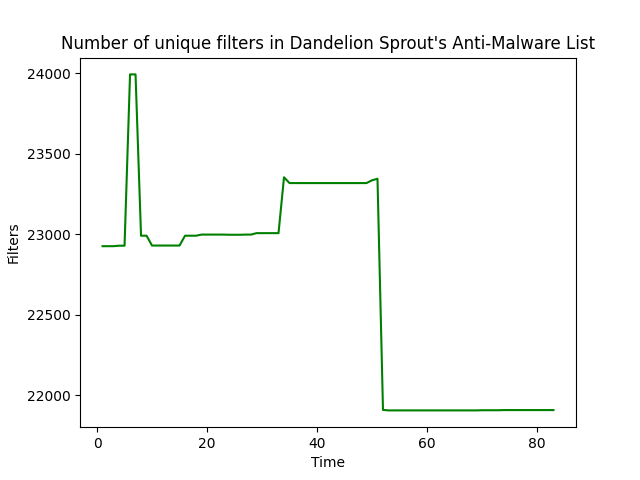 Number of unique filters in Dandelion Sprout's Anti-Malware List
24000
23500
23000
22500
22000
Filters
0 20 40 60 80
Time